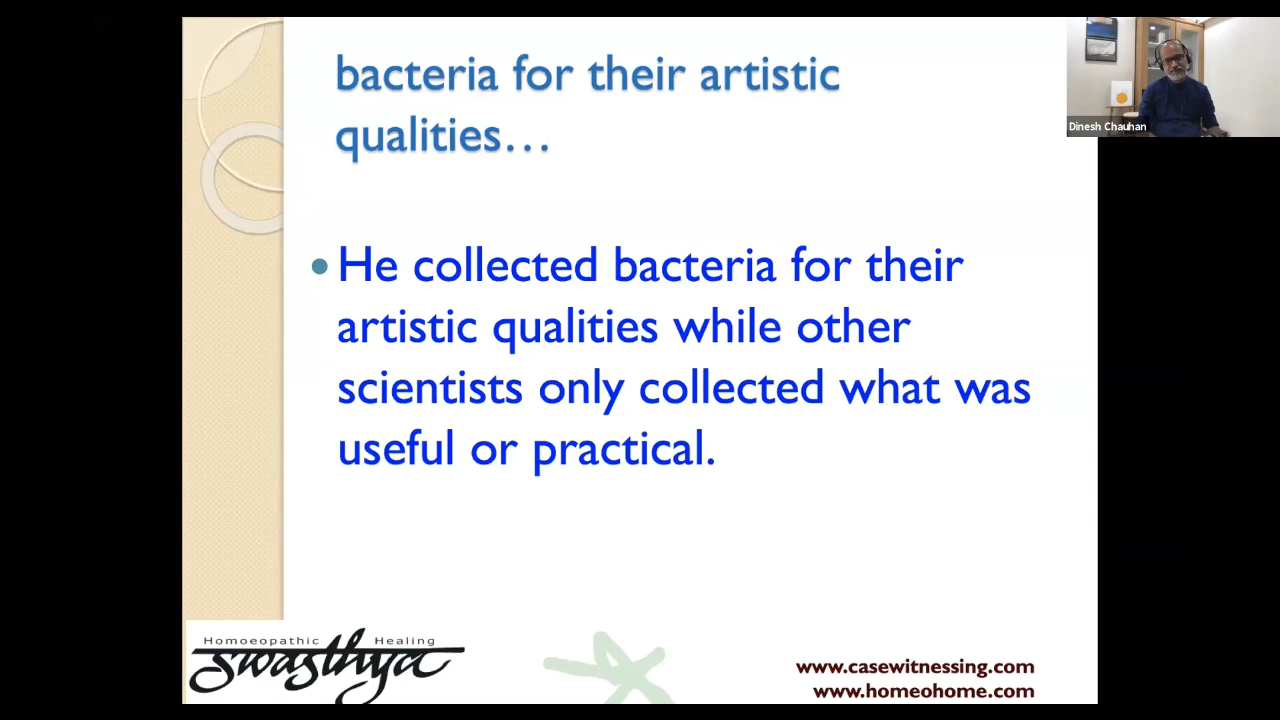 bacteria for their artistic
qualities...
Dinesh Chauhan
• He collected bacteria for their
artistic qualities while other
scientists only collected what was
useful or practical.
Homoeopathic Healing
swasthya
www.casewitnessing.com
www.homeohome.com